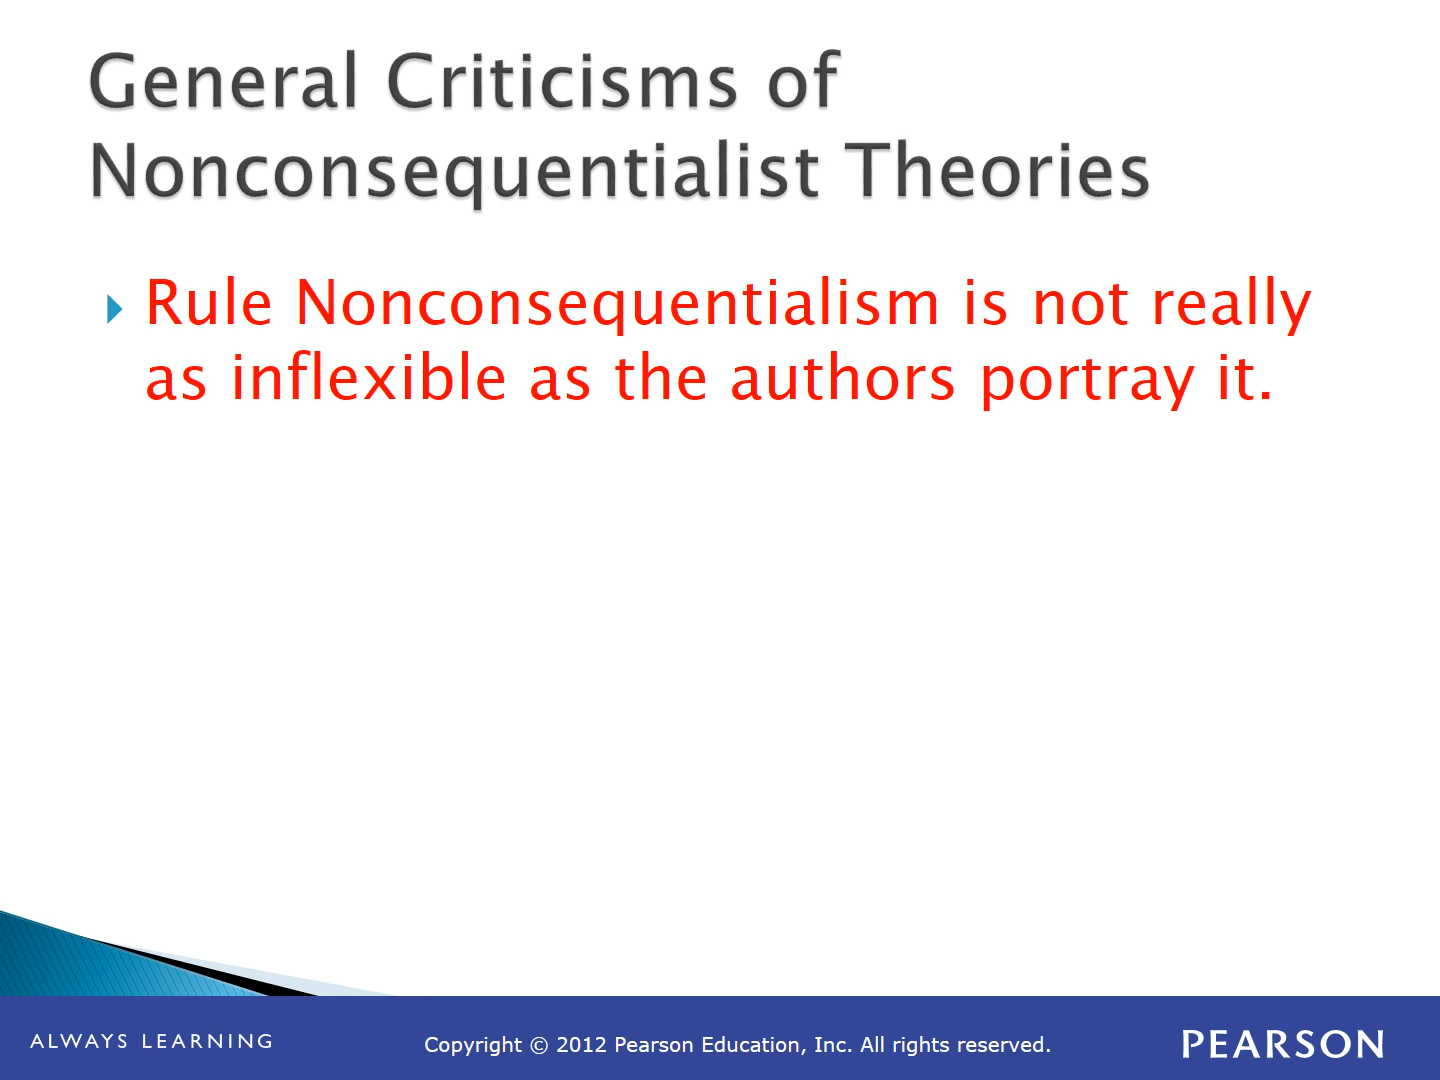 General Criticisms of
Nonconsequentialist Theories
Rule Nonconsequentialism is not really
as inflexible as the authors portray it.
ALWAYS LEARNING
Copyright © 2012 Pearson Education, Inc. All rights reserved.
PEARSON